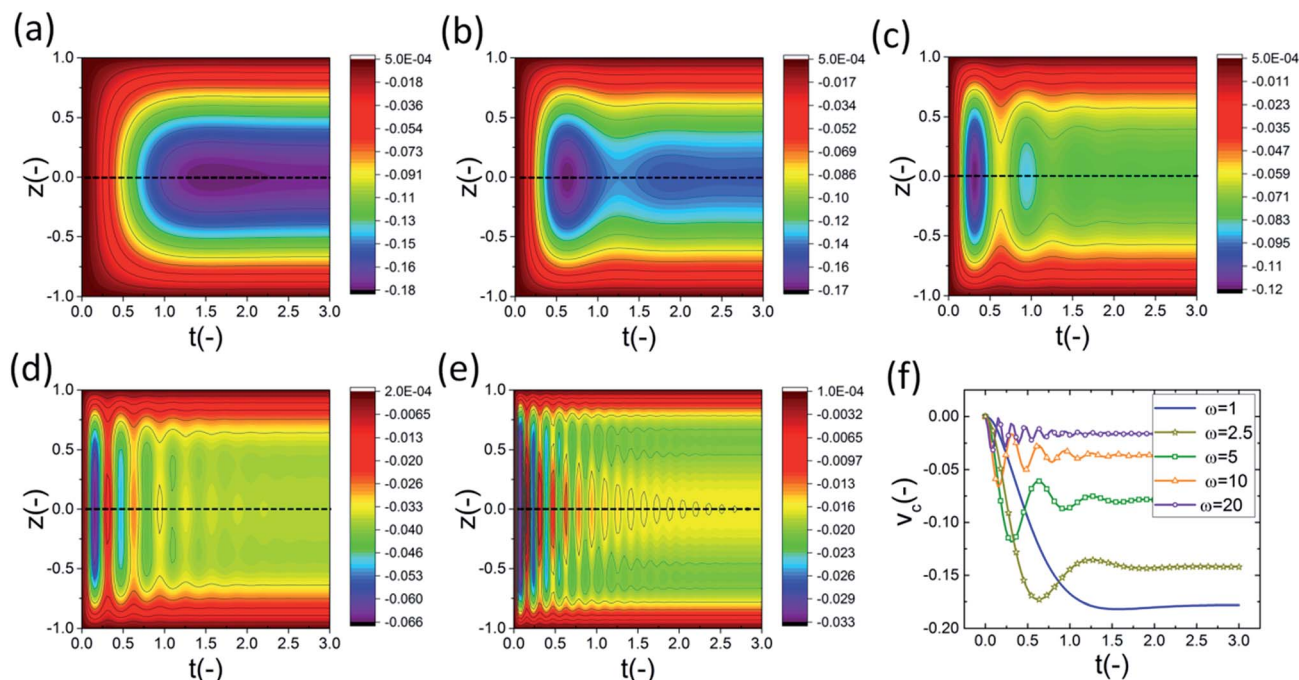 (a)
z(-)
1.0
0.5
0.0
-0.5
-1.0
0.0 0.5 1.0 1.5 2.0 2.5 3.0
t(-)
5.0E-04
-0.018
-0.036
-0.054
-0.073
-0.091
-0.11
-0.13
-0.15
-0.16
-0.18
(b)
z(-)
1.0
0.5
0.0
-0.5
-1.0
0.0 0.5 1.0 1.5 2.0 2.5 3.0
t(-)
5.0E-04
-0.017
-0.034
-0.052
-0.069
-0.086
-0.10
-0.12
-0.14
-0.16
-0.17
(c)
z(-)
1.0
0.5
0.0
-0.5
-1.0
0.0 0.5 1.0 1.5 2.0 2.5 3.0
t(-)
5.0E-04
-0.011
-0.023
-0.035
-0.047
-0.059
-0.071
-0.083
-0.095
-0.11
-0.12
(d)
z(-)
1.0
0.5
0.0
-0.5
-1.0
0.0 0.5 1.0 1.5 2.0 2.5 3.0
t(-)
2.0E-04
-0.0065
-0.013
-0.020
-0.026
-0.033
-0.040
-0.046
-0.053
-0.060
-0.066
(e)
z(-)
1.0
0.5
0.0
-0.5
-1.0
0.0 0.5 1.0 1.5 2.0 2.5 3.0
t(-)
1.0E-04
-0.0032
-0.0065
-0.0097
-0.013
-0.016
-0.020
-0.023
-0.026
-0.029
-0.033
(f)
vc(-)
0.00
-0.05
-0.10
-0.15
-0.20
0.0 0.5 1.0 1.5 2.0 2.5 3.0
t(-)
ω=1
ω=2.5
ω=5
ω=10
ω=20